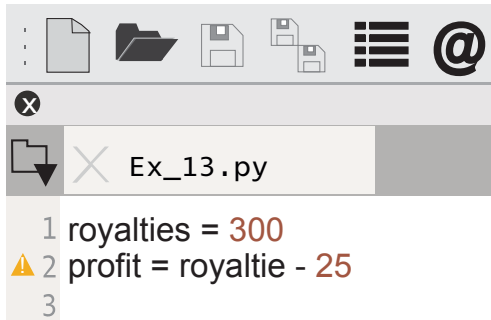 @
x
Ex_13.py
1 royalties = 300
2 profit = royaltie - 25
3